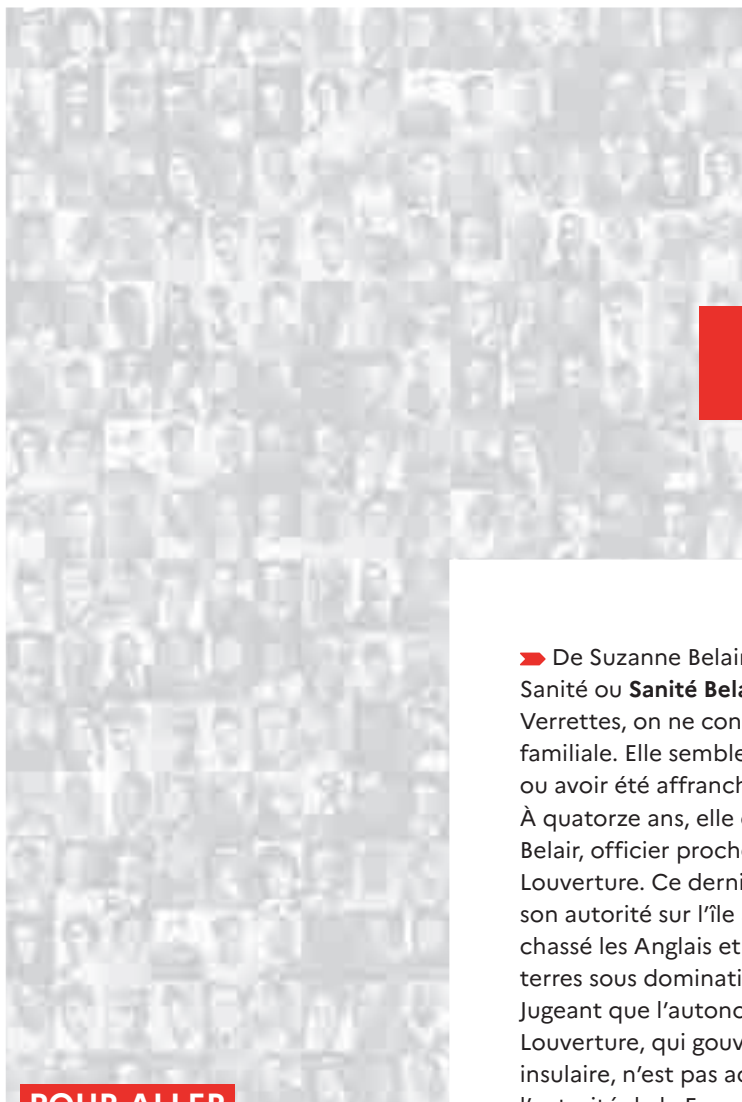 De Suzanne Belair
Sanité ou Sanité Bela
Verrettes, on ne con
familiale. Elle semble
ou avoir été affranch
À quatorze ans, elle
Belair, officier proch
Louverture. Ce derni
son autorité sur l'île
chassé les Anglais et
terres sous dominati
Jugeant que l'autono
Louverture, qui gouv
insulaire, n'est pas a
POUR ALLER